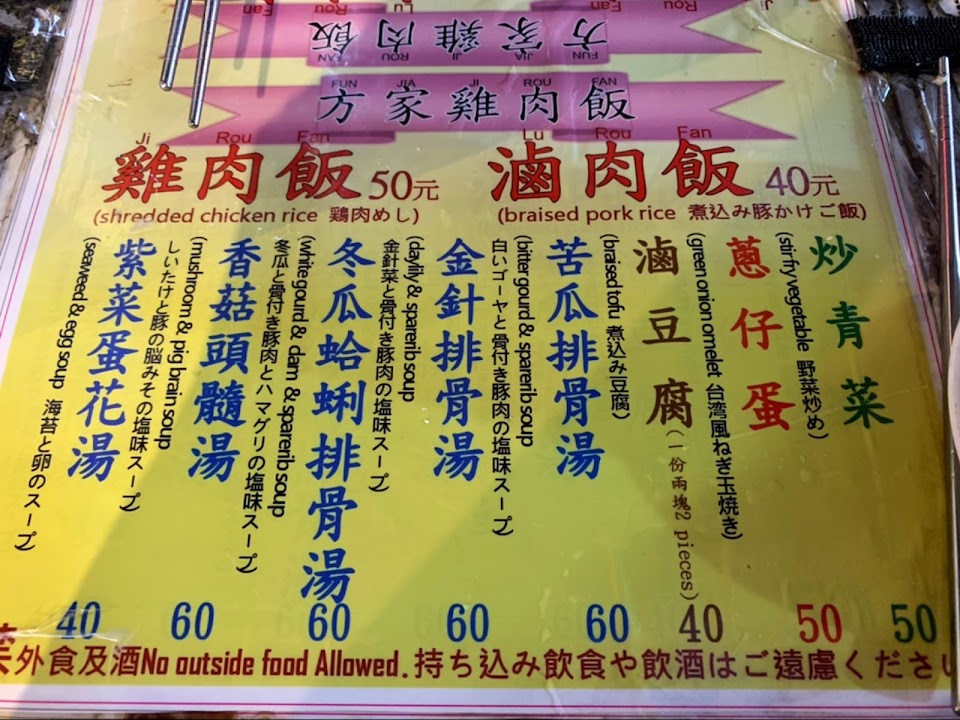 Fan Rou Ji
FUN JIA JI ROU FAN
方家雞肉飯
FUN JIA JI ROU FAN
方家雞肉飯
Ji Rou Fan
雞肉飯50元
(shredded chicken rice 鶏肉めし)
Lu Rou Fan
滷肉飯40元
(braised pork rice 煮込み豚かけご飯)
炒青菜
(stir fry vegetable 野菜炒め)
50
蔥仔蛋
(green onion omelet 台湾風ねぎ玉焼き)
50
滷豆腐(一份兩塊2 pieces)
(braised tofu 煮込み豆腐)
40
苦瓜排骨湯
(bitter gourd & sparerib soup
白いゴーヤと骨付き豚肉の塩味スープ)
60
金針排骨湯
(daylily & sparerib soup
金針菜と骨付き豚肉の塩味スープ)
60
冬瓜蛤蜊排骨湯
(white gourd & clam & sparerib soup
冬瓜と骨付き豚肉とハマグリの塩味スープ)
60
香菇頭髓湯
(mushroom & pig brain soup
しいたけと豚の脳みその塩味スープ)
60
紫菜蛋花湯
(seaweed & egg soup 海苔と卵のスープ)
40
禁外食及酒No outside food Allowed.持ち込み飲食や飲酒はご遠慮ください